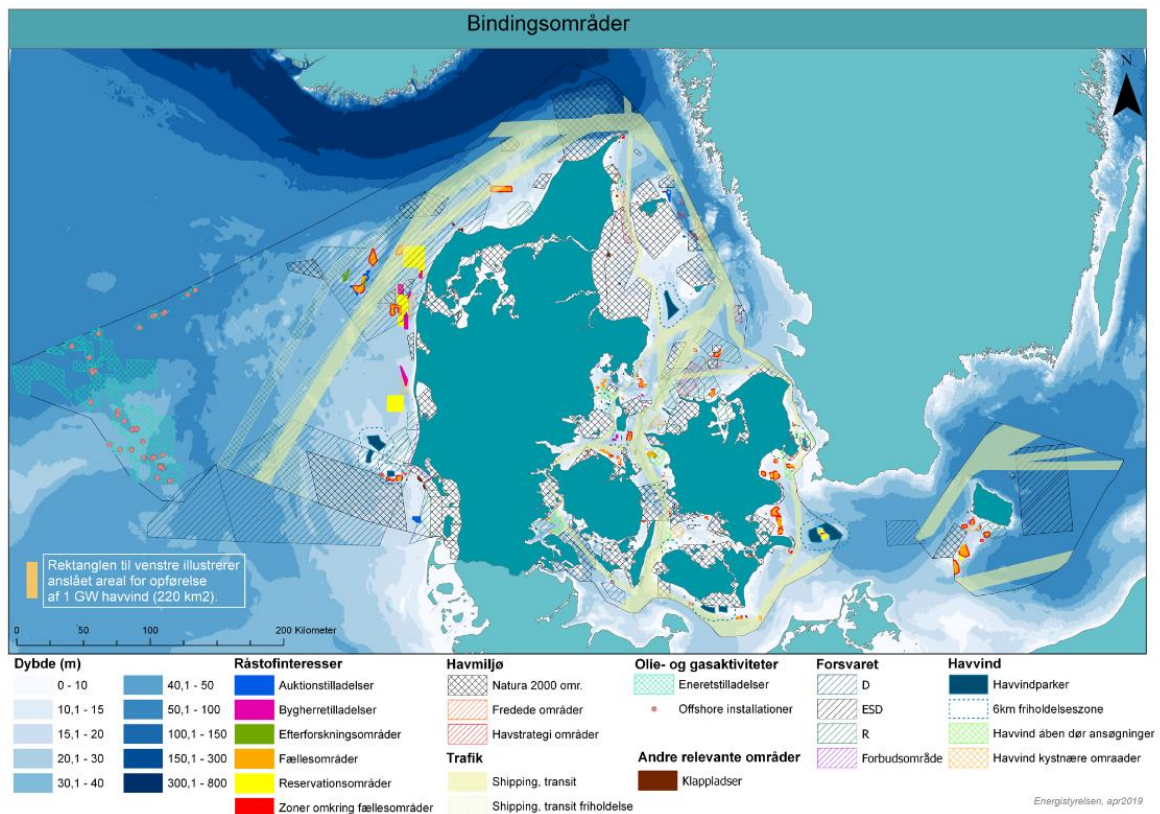 Bindingsområder
N
Rektanglen til venstre illustrerer
anslået areal for opførelse
af 1 GW havvind (220 km2).
0 50 100 200 Kilometer
Dybde (m)
0 - 10
10,1 - 15
15,1 - 20
20,1 - 30
30,1 - 40
40,1 - 50
50,1 - 100
100,1 - 150
150,1 - 300
300,1 - 800
Råstofinteresser
Auktionstilladelser
Bygherretilladelser
Efterforskningsområder
Fællesområder
Reservationsområder
Zoner omkring fællesområder
Havmiljø
Natura 2000 omr.
Fredede områder
Havstrategi områder
Trafik
Shipping, transit
Shipping, transit friholdelse
Olie- og gasaktiviteter
Eneretstilladelser
Offshore installationer
Andre relevante områder
Klappladser
Forsvaret
D
ESD
R
Forbudsområde
Havvind
Havvindparker
6km friholdelseszone
Havvind åben dør ansøgninger
Havvind kystnære omraader
Energistyrelsen, apr2019